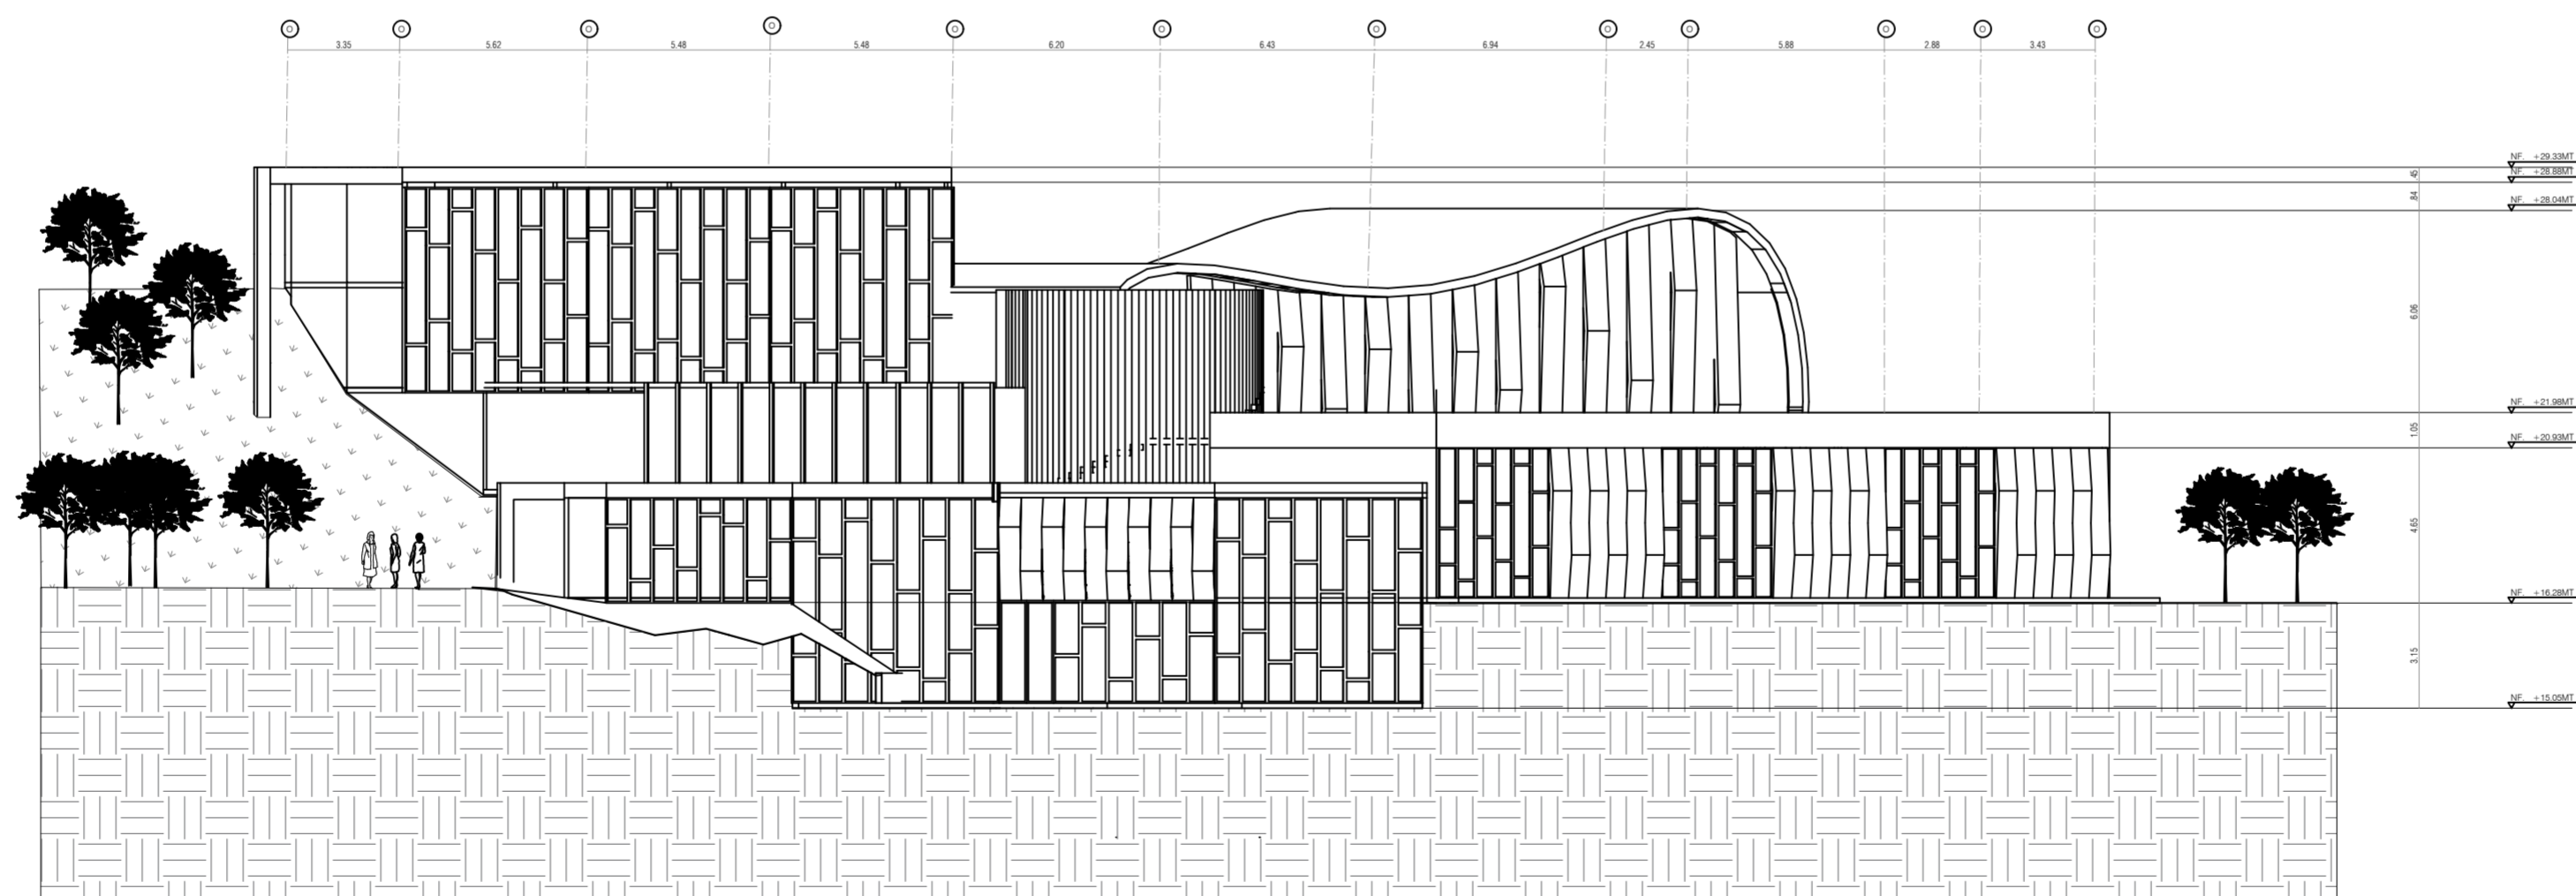 3.35 5.62 5.48 5.48 6.20 6.43 6.94 2.45 5.88 2.88 3.43
NF. +29.33MT
.45
NF. +28.88MT
.84
NF. +28.04MT
6.06
NF. +21.98MT
1.05
NF. +20.93MT
4.65
NF. +16.28MT
3.15
NF. +15.05MT